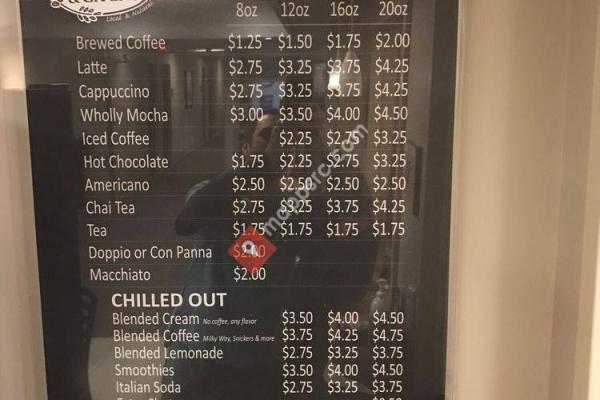 Local & Natural
8oz 12oz 16oz 20oz
Brewed Coffee $1.25 $1.50 $1.75 $2.00
Latte $2.75 $3.25 $3.75 $4.25
Cappuccino $2.75 $3.25 $3.75 $4.25
Wholly Mocha $3.00 $3.50 $4.00 $4.50
Iced Coffee $2.25 $2.75 $3.25
Hot Chocolate $1.75 $2.25 $2.75 $3.25
Americano $2.50 $2.50 $2.50 $2.50
Chai Tea $2.75 $3.25 $3.75 $4.25
Tea $1.75 $1.75 $1.75 $1.75
Doppio or Con Panna $2.00
Macchiato $2.00
CHILLED OUT
Blended Cream No coffee, any flavor $3.50 $4.00 $4.50
Blended Coffee Milky Way, Snickers & more $3.75 $4.25 $4.75
Blended Lemonade $2.75 $3.25 $3.75
Smoothies $3.50 $4.00 $4.50
Italian Soda $2.75 $3.25 $3.75